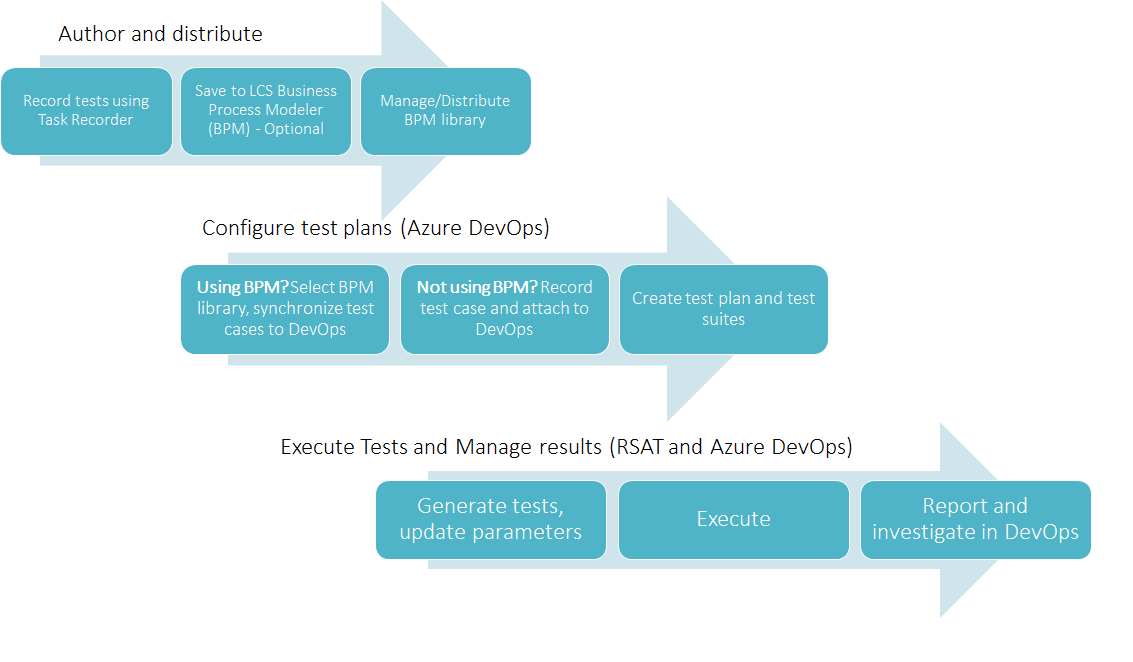 Author and distribute
Record tests using
Task Recorder
Save to LCS Business
Process Modeler
(BPM) - Optional
Manage/Distribute
BPM library
Configure test plans (Azure DevOps)
Using BPM? Select BPM
library, synchronize test
cases to DevOps
Not using BPM? Record
test case and attach to
DevOps
Create test plan and test
suites
Execute Tests and Manage results (RSAT and Azure DevOps)
Generate tests,
update parameters
Execute
Report and
investigate in DevOps